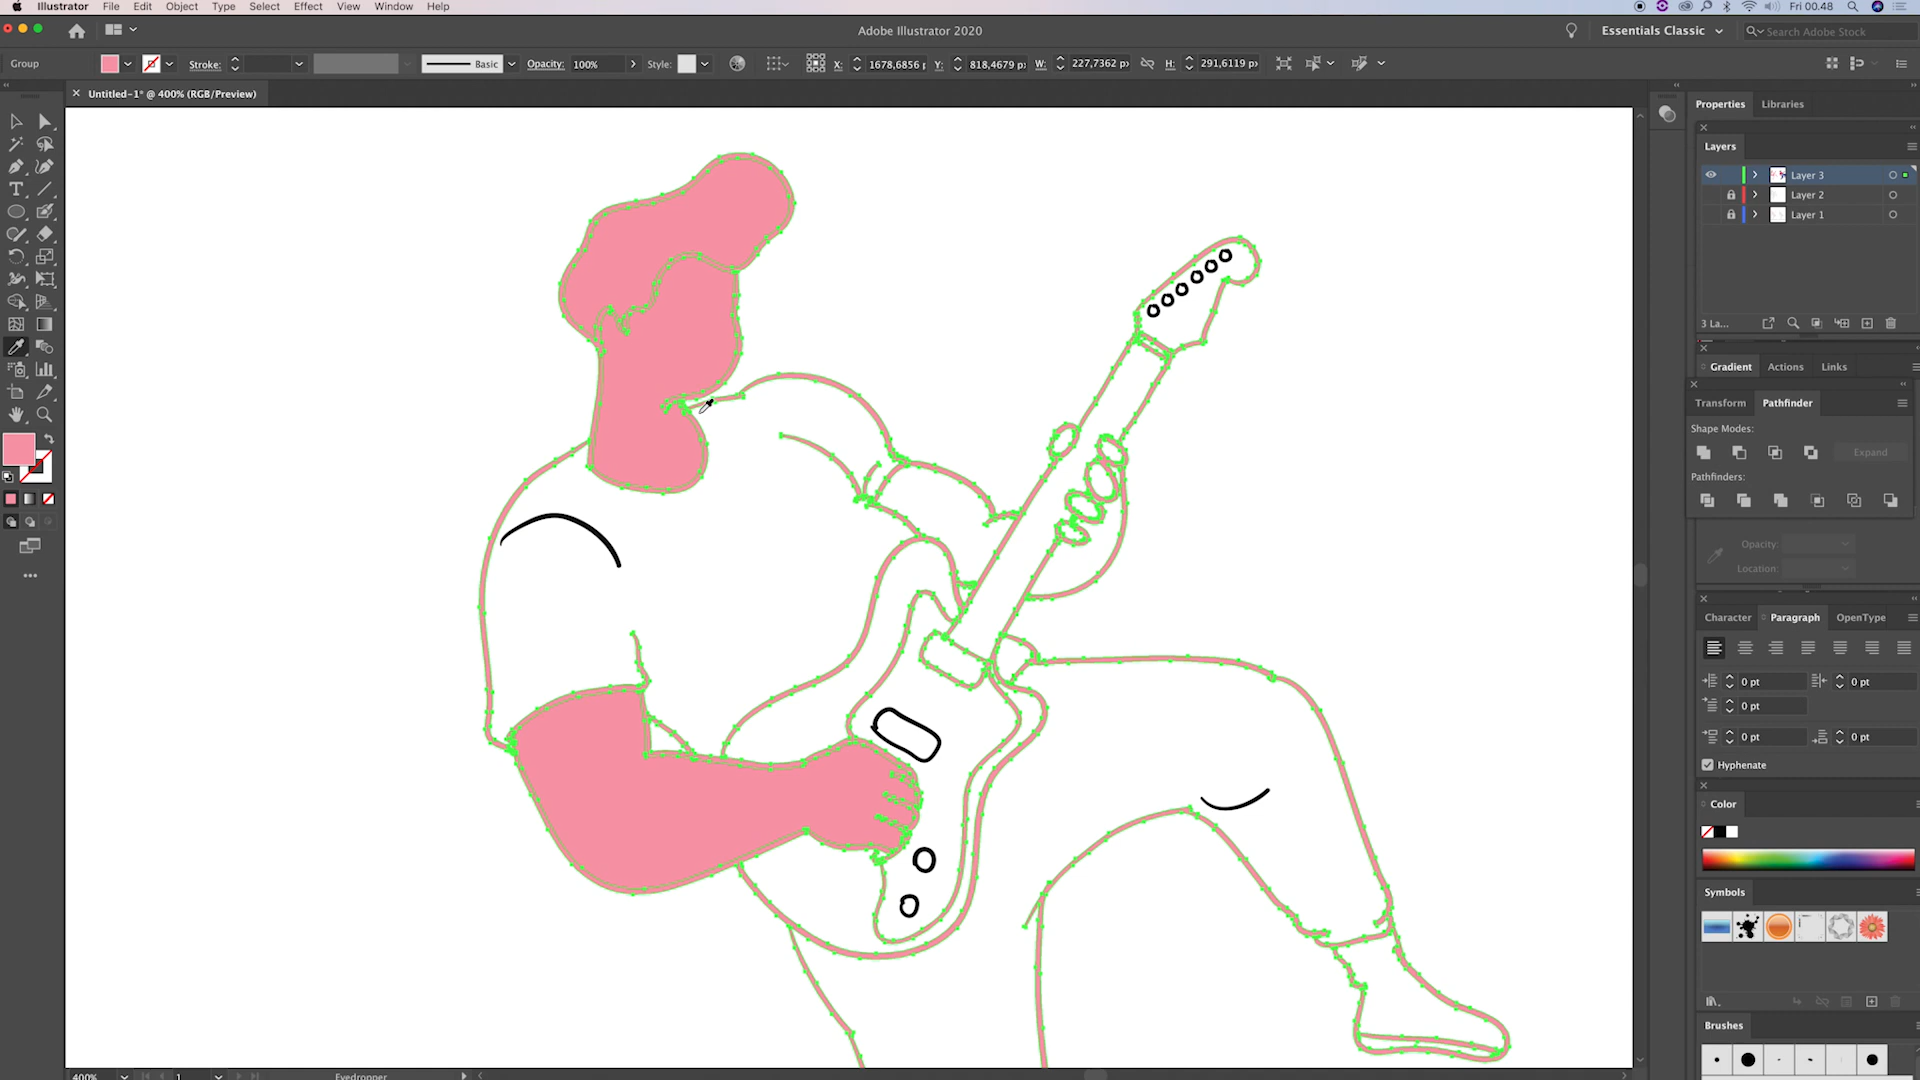 Illustrator File Edit Object Type Select Effect View Window Help Fri 00.48
Adobe Illustrator 2020 Essentials Classic Search Adobe Stock
Group Stroke: Basic Opacity: 100% Style: X: 1678,6856 Y: 818,4679 p W: 227,7362 p H: 291,6119 p
Untitled-1* @ 400% (RGB/Preview)
Properties Libraries
Layers
Layer 3
Layer 2
Layer 1
3 La...
Gradient Actions Links
Transform Pathfinder
Shape Modes:
Expand
Pathfinders:
Opacity:
Location:
Character Paragraph OpenType
0 pt 0 pt
0 pt
0 pt 0 pt
Hyphenate
Color
Symbols
Brushes
400% 1 Eyedropper